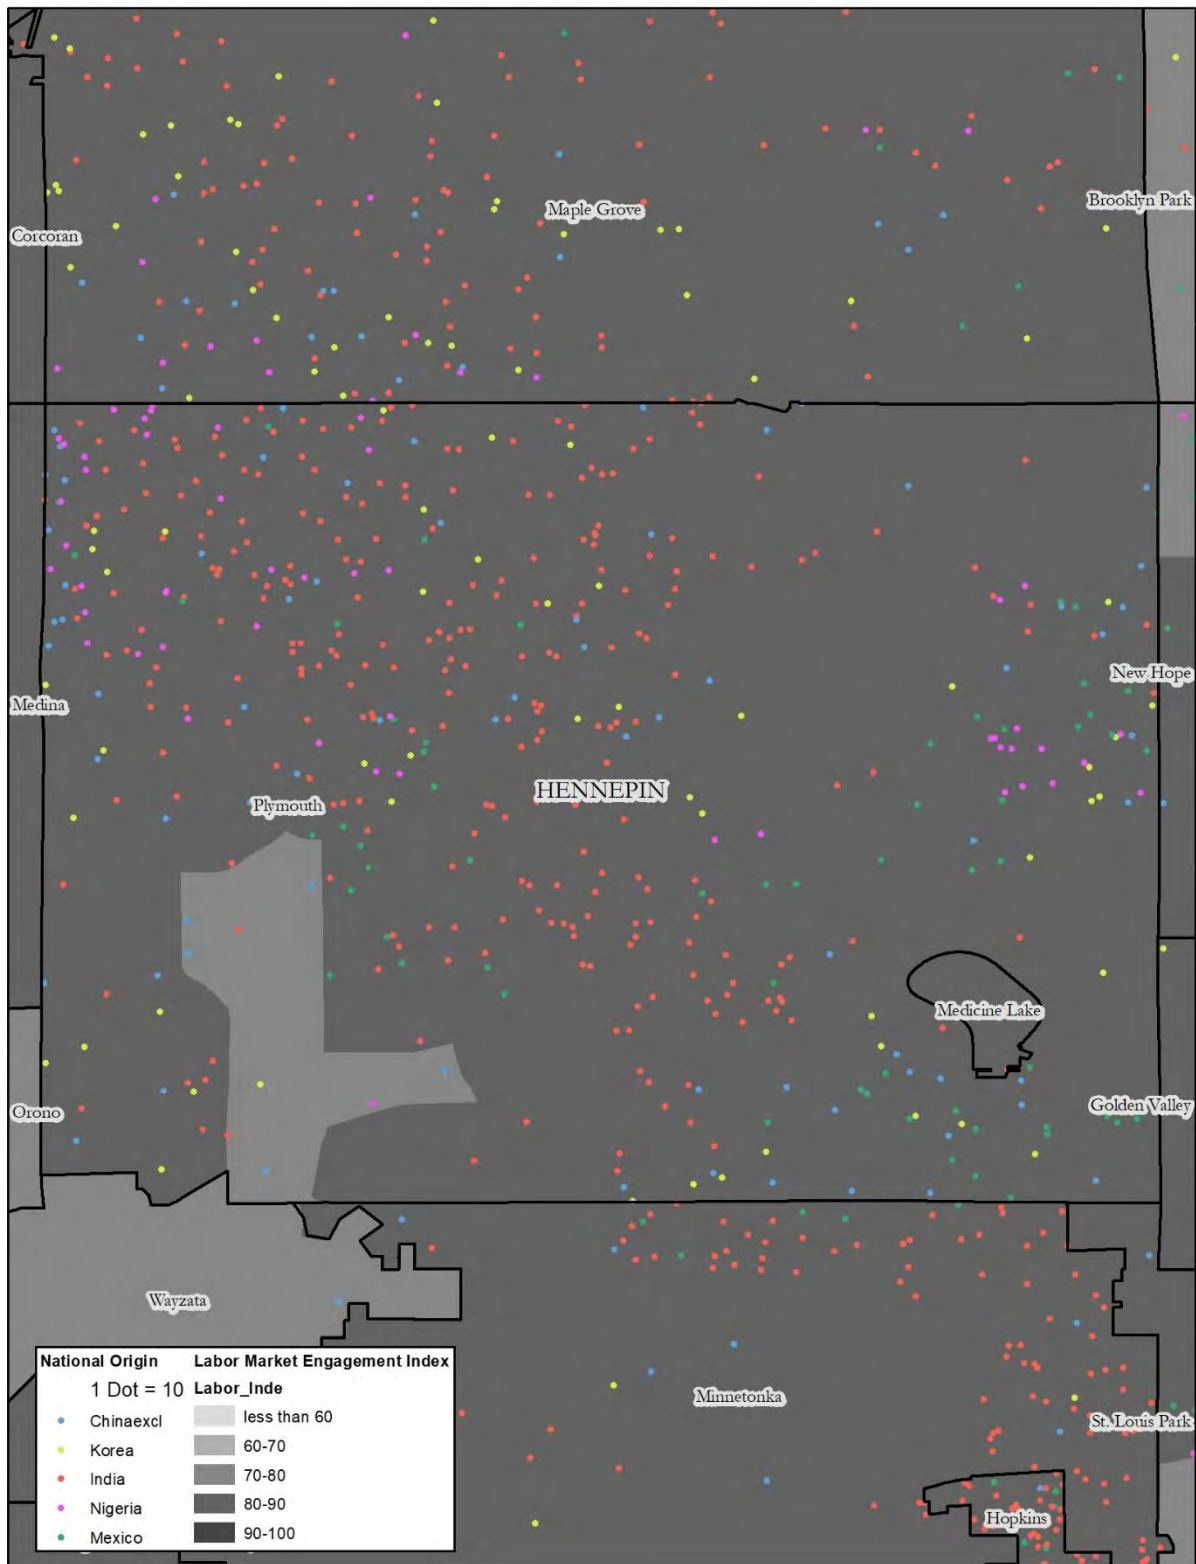 Maple Grove
Brooklyn Park
Corcoran
New Hope
Medina
HENNEPIN
Plymouth
Medicine Lake
Orono
Golden Valley
Wayzata
Minnetonka
St. Louis Park
Hopkins
National Origin
1 Dot = 10
Chinaexcl
Korea
India
Nigeria
Mexico
Labor Market Engagement Index
Labor_Inde
less than 60
60-70
70-80
80-90
90-100